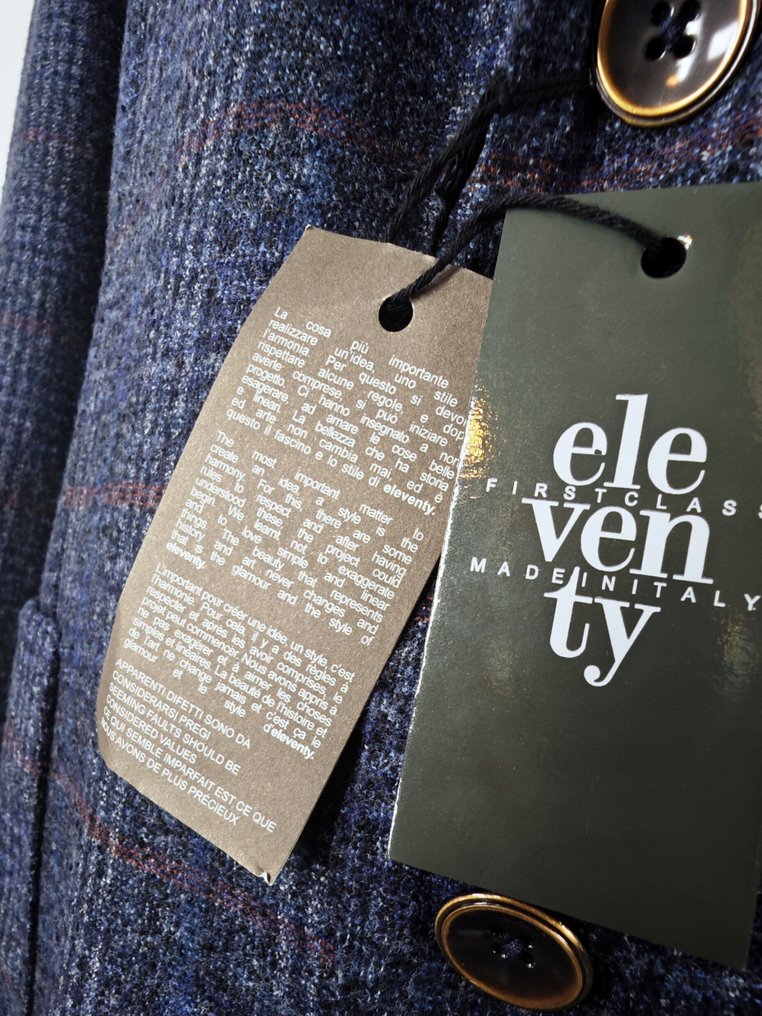 La cosa più importante
realizzare un'idea, uno stile
l'armonia. Per questo si devon
rispettare alcune regole, e dop
averle comprese, si può iniziare
progetto. Ci hanno insegnato a non
esagerare, ad amare le cose belle
e lineari. La bellezza, che ha storia
ed arte, non cambia mai, ed è
questo il fascino e lo stile di eleventy.
The most important matter to
create an idea, a style is the
harmony. For this there are some
rules to respect and after having
understood these the project could
begin. We learnt not to exaggerate
and to love simple and linear
things. The beauty that represents
history and art never changes and
that is the glamour and the style of
eleventy.
L'important pour créer une idée, un style, c'est
l'harmonie. Pour cela, il y a des règles à
respecter et après les avoir comprises, le
projet peut commencer. Nous avons appris à
ne pas exagérer et à aimer les choses
simples et linéaires. La beauté de l'histoire et
de l'art ne change jamais et c'est ça le
glamour et le style d'eleventy.
APPARENTI DIFETTI SONO DA
CONSIDERARSI PREGI
SEEMING FAULTS SHOULD BE
CONSIDERED VALUES
E QUI SEMBLE IMPARFAIT EST CE QUE
US AVONS DE PLUS PRÉCIEUX
ele
FIRSTCLASS
ven
MADEINITALY
ty